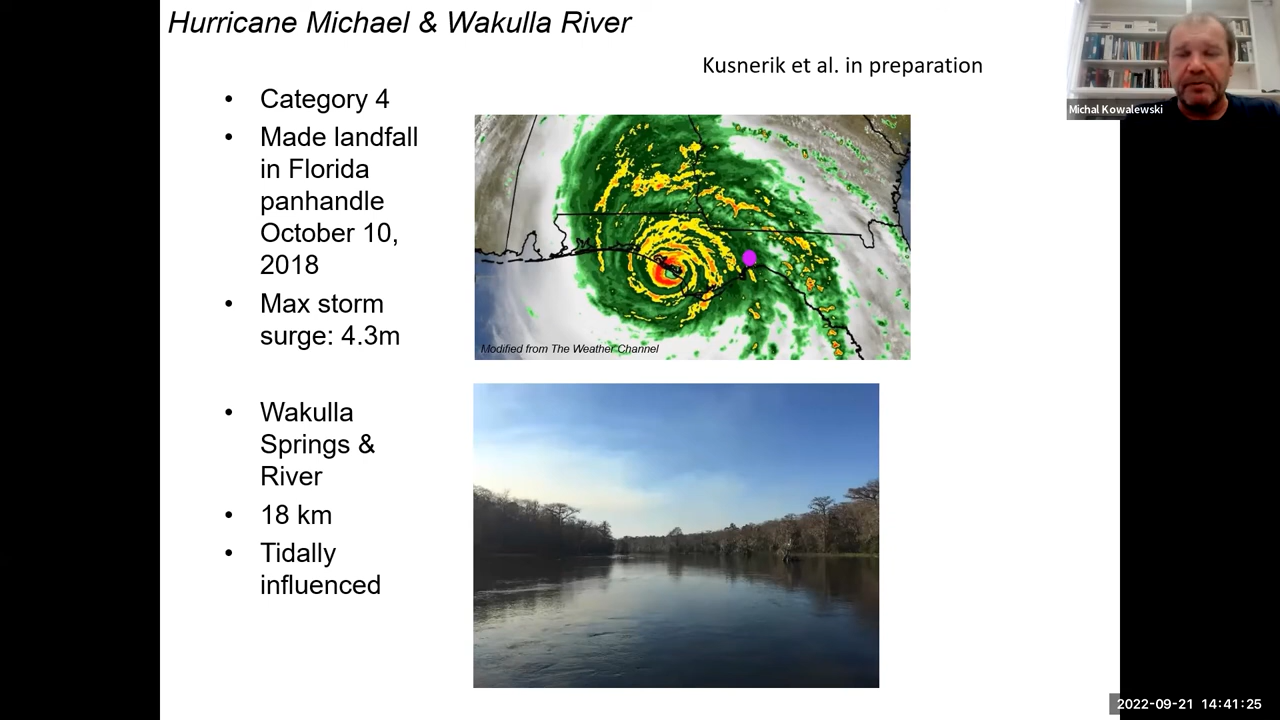 Hurricane Michael & Wakulla River
Kusnerik et al. in preparation
Michal Kowalewski
• Category 4
• Made landfall
in Florida
panhandle
October 10,
2018
• Max storm
surge: 4.3m
Modified from The Weather Channel
• Wakulla
Springs &
River
• 18 km
• Tidally
influenced
2022-09-21 14:41:25